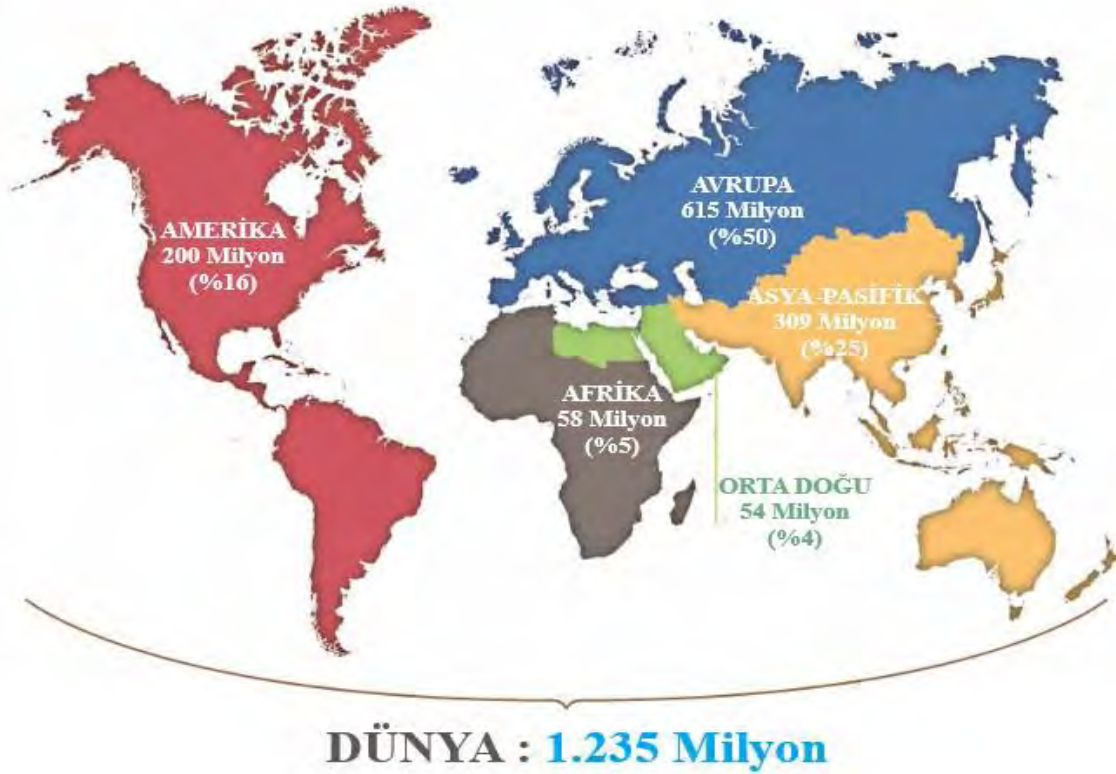 AMERİKA
200 Milyon
(%16)
AVRUPA
615 Milyon
(%50)
ASYA-PASİFİK
309 Milyon
(%25)
AFRİKA
58 Milyon
(%5)
ORTA DOĞU
54 Milyon
(%4)
DÜNYA : 1.235 Milyon